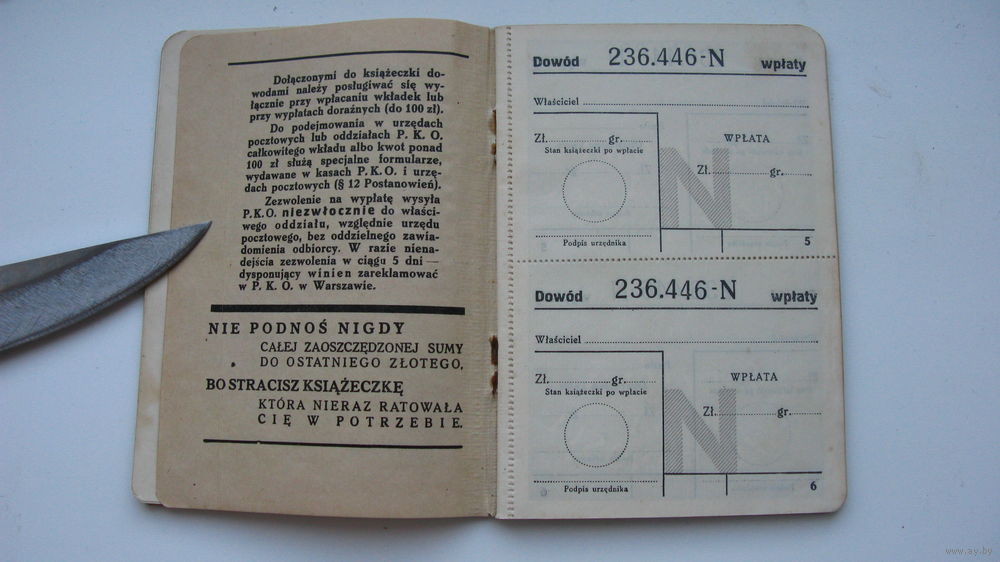 Dołączonymi do książeczki do-
wodami należy posługiwać się wy-
łącznie przy wpłacaniu wkładek lub
przy wypłatach doraźnych (do 100 zł).
Do podejmowania w urzędach
pocztowych lub oddziałach P. K. O.
całkowitego wkładu albo kwot ponad
100 zł służą specjalne formularze,
wydawane w kasach P.K.O. i urzę-
dach pocztowych (§ 12 Postanowień).
Zezwolenie na wypłatę wysyła
P.K.O. niezwłocznie do właści-
wego oddziału, względnie urzędu
pocztowego, bez oddzielnego zawia-
domienia odbiorcy. W razie niena-
dejścia zezwolenia w ciągu 5 dni —
dysponujący winien zareklamować
w P. K. O. w Warszawie.
NIE PODNOŚ NIGDY
CAŁEJ ZAOSZCZĘDZONEJ SUMY
DO OSTATNIEGO ZŁOTEGO,
BO STRACISZ KSIĄŻECZKĘ
KTÓRA NIERAZ RATOWAŁA
CIĘ W POTRZEBIE.
Dowód 236.446-N wpłaty
Właściciel
Zł. gr.
Stan książeczki po wpłacie
Podpis urzędnika
N
WPŁATA
Zł. gr.
5
Dowód 236.446-N wpłaty
Właściciel
Zł. gr.
Stan książeczki po wpłacie
Podpis urzędnika
N
WPŁATA
Zł. gr.
6
www.ay.by